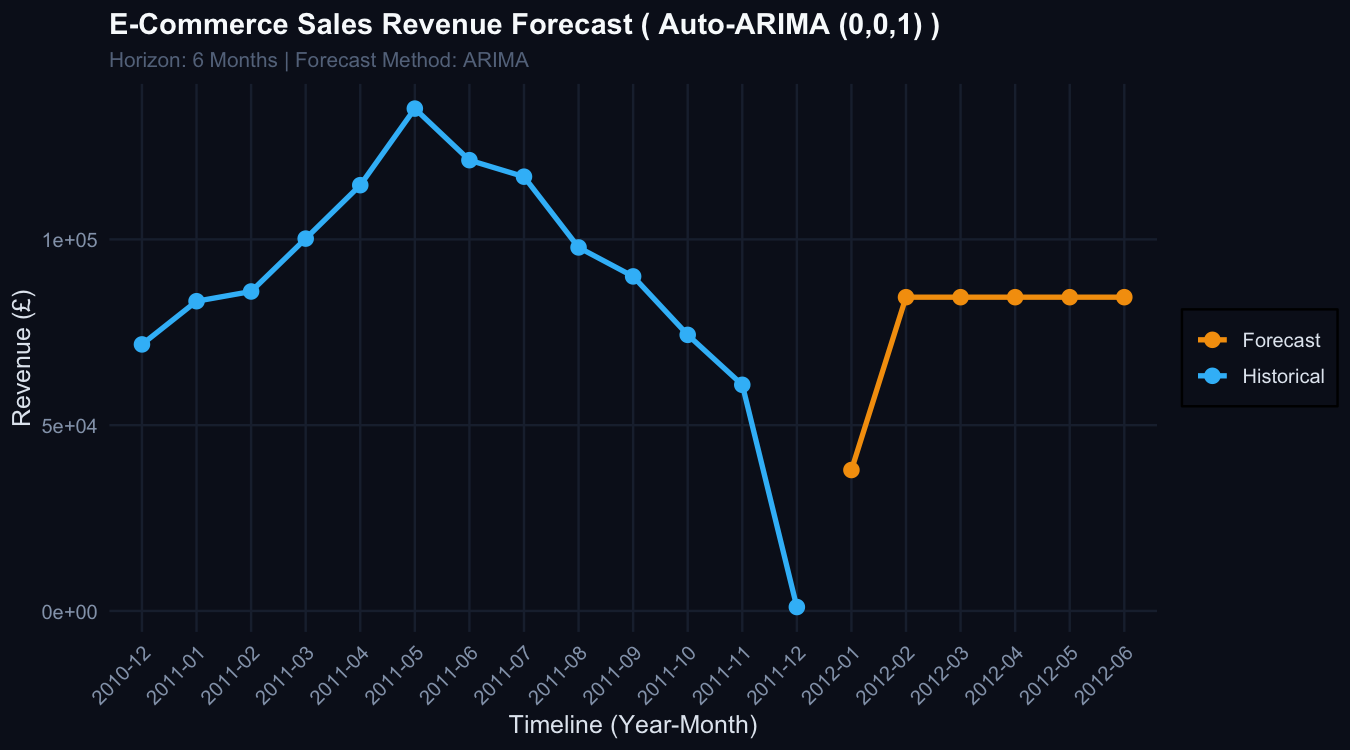 E-Commerce Sales Revenue Forecast ( Auto-ARIMA (0,0,1) )
Horizon: 6 Months | Forecast Method: ARIMA
Revenue (£)
1e+05
5e+04
0e+00
2010-12
2011-01
2011-02
2011-03
2011-04
2011-05
2011-06
2011-07
2011-08
2011-09
2011-10
2011-11
2011-12
2012-01
2012-02
2012-03
2012-04
2012-05
2012-06
Timeline (Year-Month)
Forecast
Historical